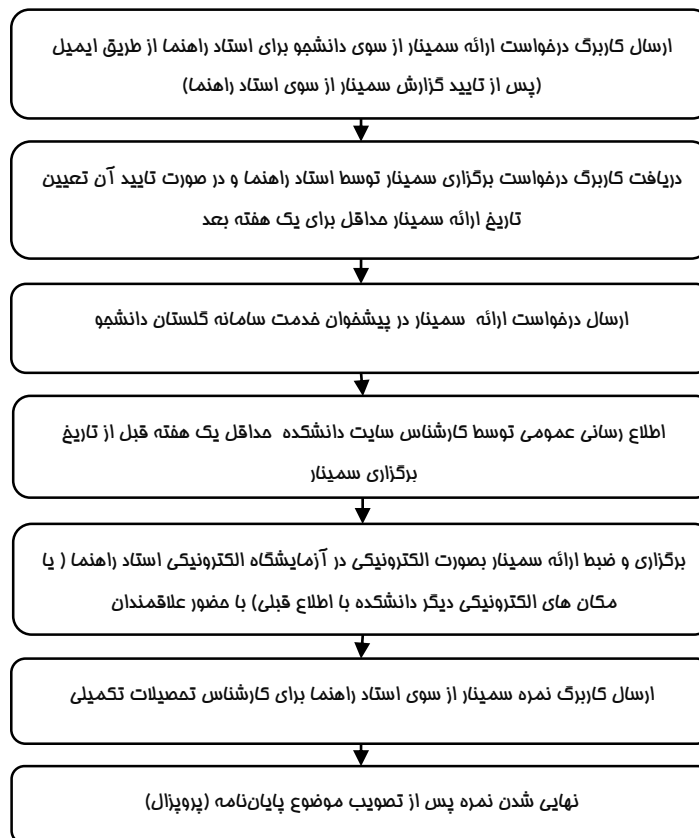 ارسال کاربرگ درخواست ارائه سمینار از سوی دانشجو برای استاد راهنما از طریق ایمیل
(پس از تایید گزارش سمینار از سوی استاد راهنما)
دریافت کاربرگ درخواست برگزاری سمینار توسط استاد راهنما و در صورت تایید آن تعیین
تاریخ ارائه سمینار حداقل برای یک هفته بعد
ارسال درخواست ارائه سمینار در پیشخوان خدمت سامانه گلستان دانشجو
اطلاع رسانی عمومی توسط کارشناس سایت دانشکده حداقل یک هفته قبل از تاریخ
برگزاری سمینار
برگزاری و ضبط ارائه سمینار بصورت الکترونیکی در آزمایشگاه الکترونیکی استاد راهنما ( یا
مکان های الکترونیکی دیگر دانشکده با اطلاع قبلی) با حضور علاقمندان
ارسال کاربرگ نمره سمینار از سوی استاد راهنما برای کارشناس تحصیلات تکمیلی
نهایی شدن نمره پس از تصویب موضوع پایان‌نامه (پروپزال)